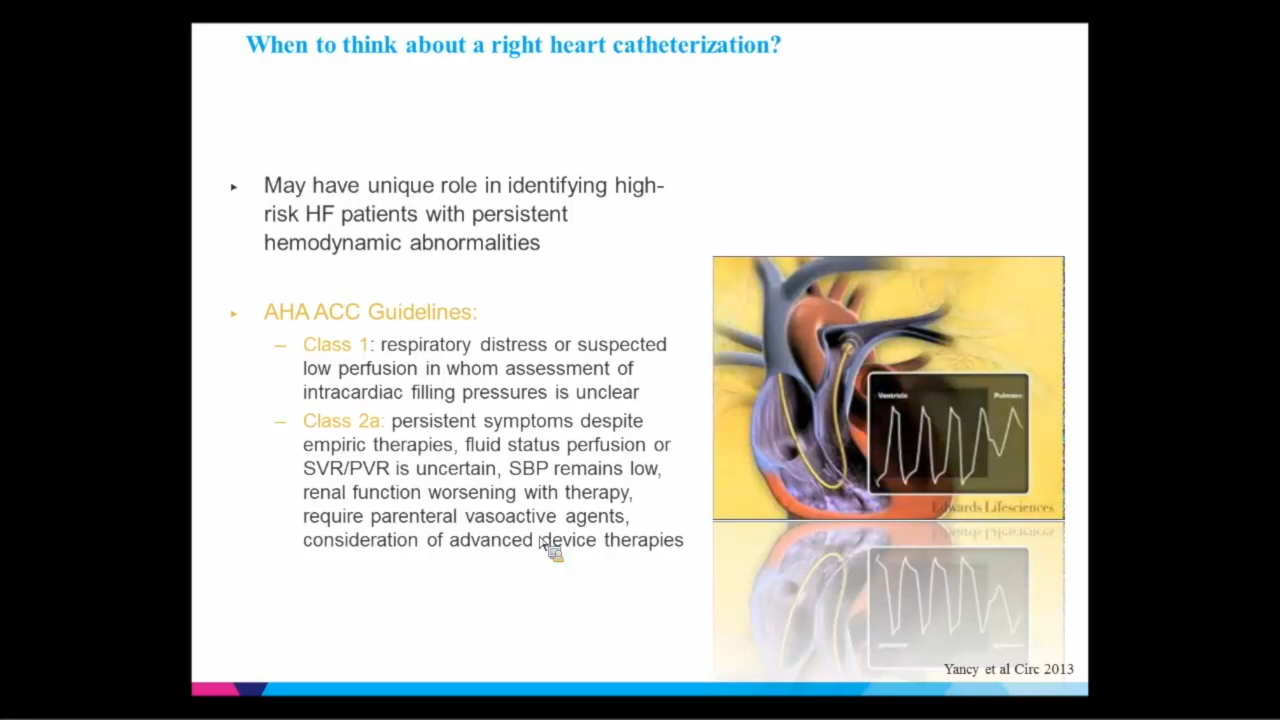 When to think about a right heart catheterization?
▸ May have unique role in identifying high-
risk HF patients with persistent
hemodynamic abnormalities
▸ AHA ACC Guidelines:
– Class 1: respiratory distress or suspected
low perfusion in whom assessment of
intracardiac filling pressures is unclear
– Class 2a: persistent symptoms despite
empiric therapies, fluid status perfusion or
SVR/PVR is uncertain, SBP remains low,
renal function worsening with therapy,
require parenteral vasoactive agents,
consideration of advanced device therapies
Ventricle
Edwards Lifesciences
Yancy et al Circ 2013